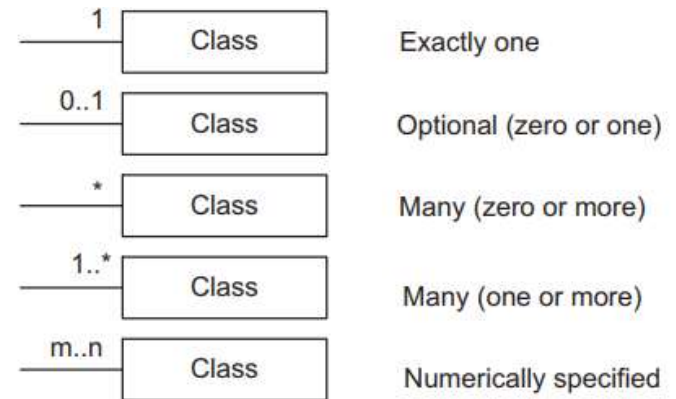 1 Class Exactly one
0..1 Class Optional (zero or one)
* Class Many (zero or more)
1..* Class Many (one or more)
m..n Class Numerically specified